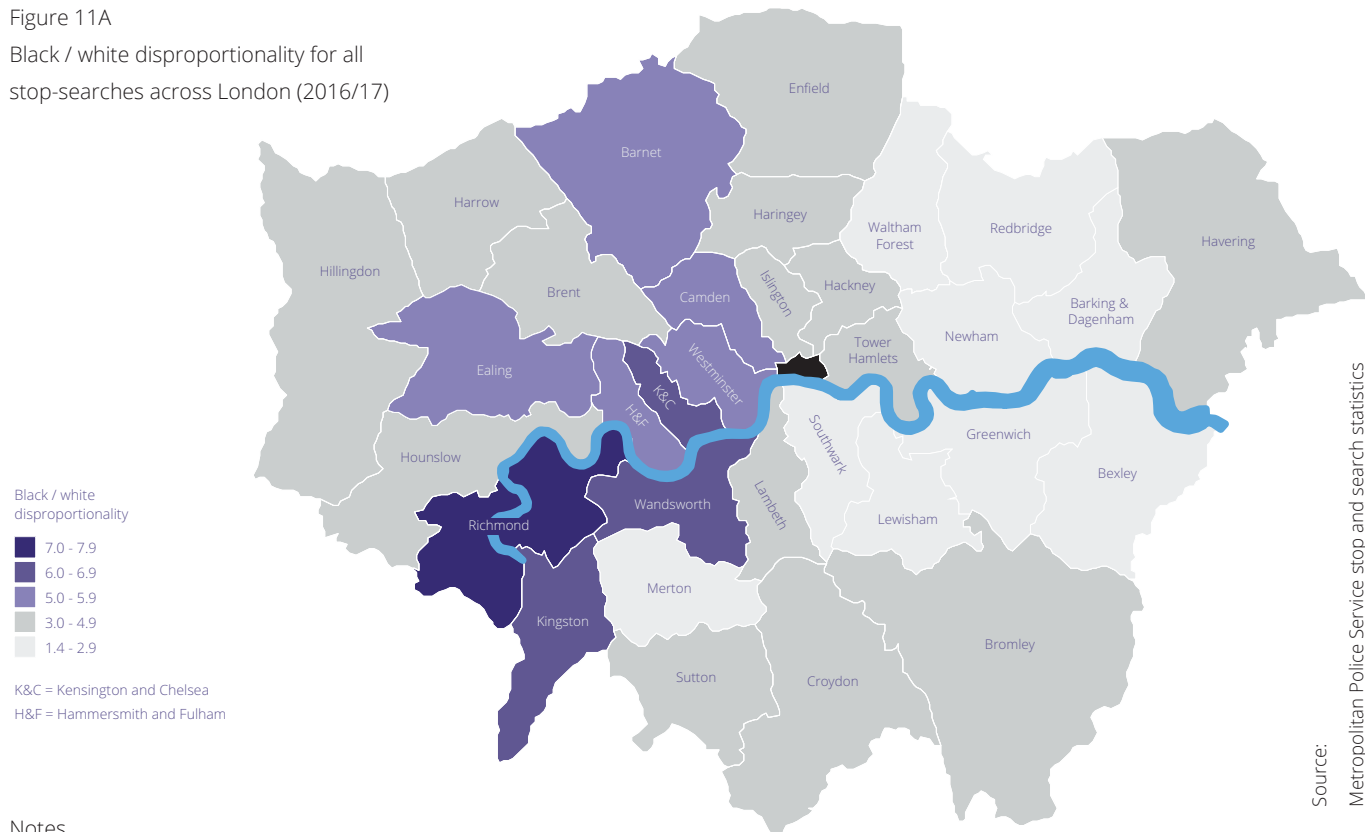 Figure 11A
Black / white disproportionality for all
stop-searches across London (2016/17)
Enfield
Barnet
Harrow
Haringey
Waltham
Forest
Redbridge
Havering
Hillingdon
Brent
Camden
Islington
Hackney
Barking &
Dagenham
Newham
Tower
Hamlets
Ealing
Westminster
K&C
H&F
Hounslow
Southwark
Greenwich
Bexley
Richmond
Wandsworth
Lambeth
Lewisham
Merton
Kingston
Bromley
Sutton
Croydon
Black / white
disproportionality
7.0 - 7.9
6.0 - 6.9
5.0 - 5.9
3.0 - 4.9
1.4 - 2.9
K&C = Kensington and Chelsea
H&F = Hammersmith and Fulham
Source:
Metropolitan Police Service stop and search statistics
Notes